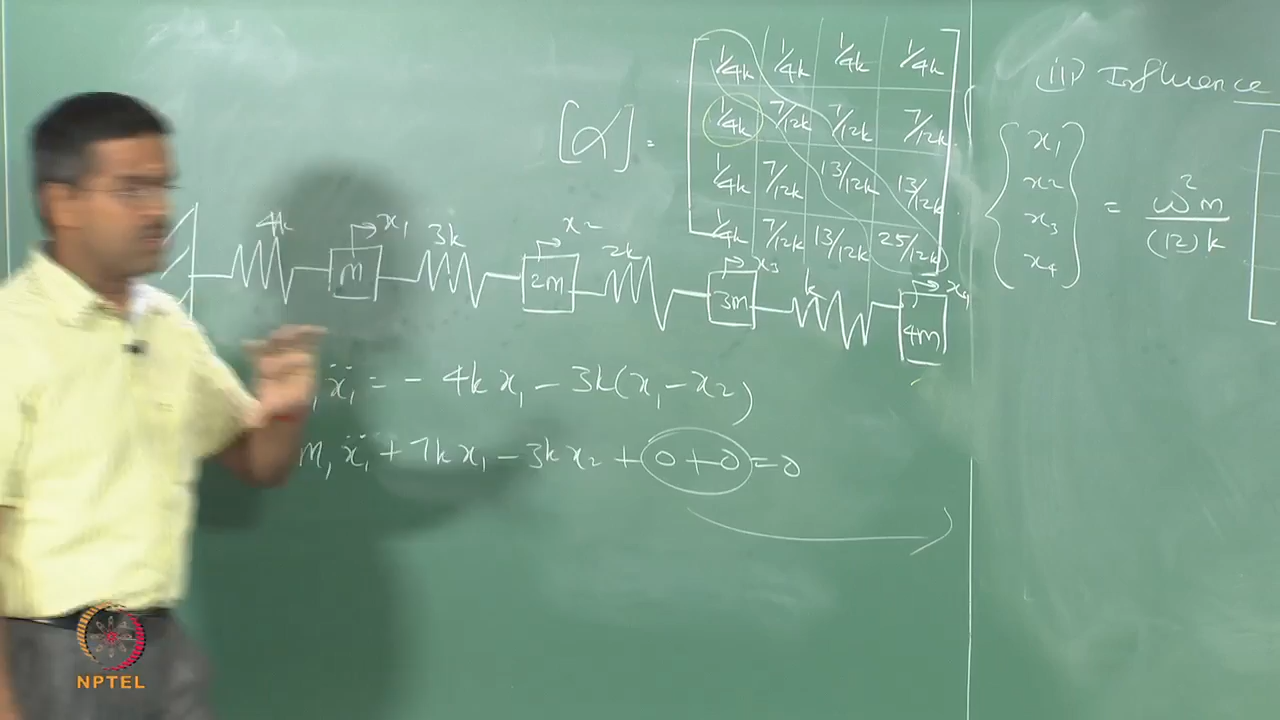 [α] =
1/4k 1/4k 1/4k 1/4k
1/4k 7/12k 7/12k 7/12k
1/4k 7/12k 13/12k 13/12k
1/4k 7/12k 13/12k 25/12k
(iii) Influence
{x1 x2 x3 x4} = ω²m/(12)k [
4k m x1 3k 2m x2 2k 3m x3 k 4m x4
ẍ1 = - 4k x1 - 3k(x1 - x2)
m1 ẍ1 + 7k x1 - 3k x2 + 0 + 0 = 0
NPTEL